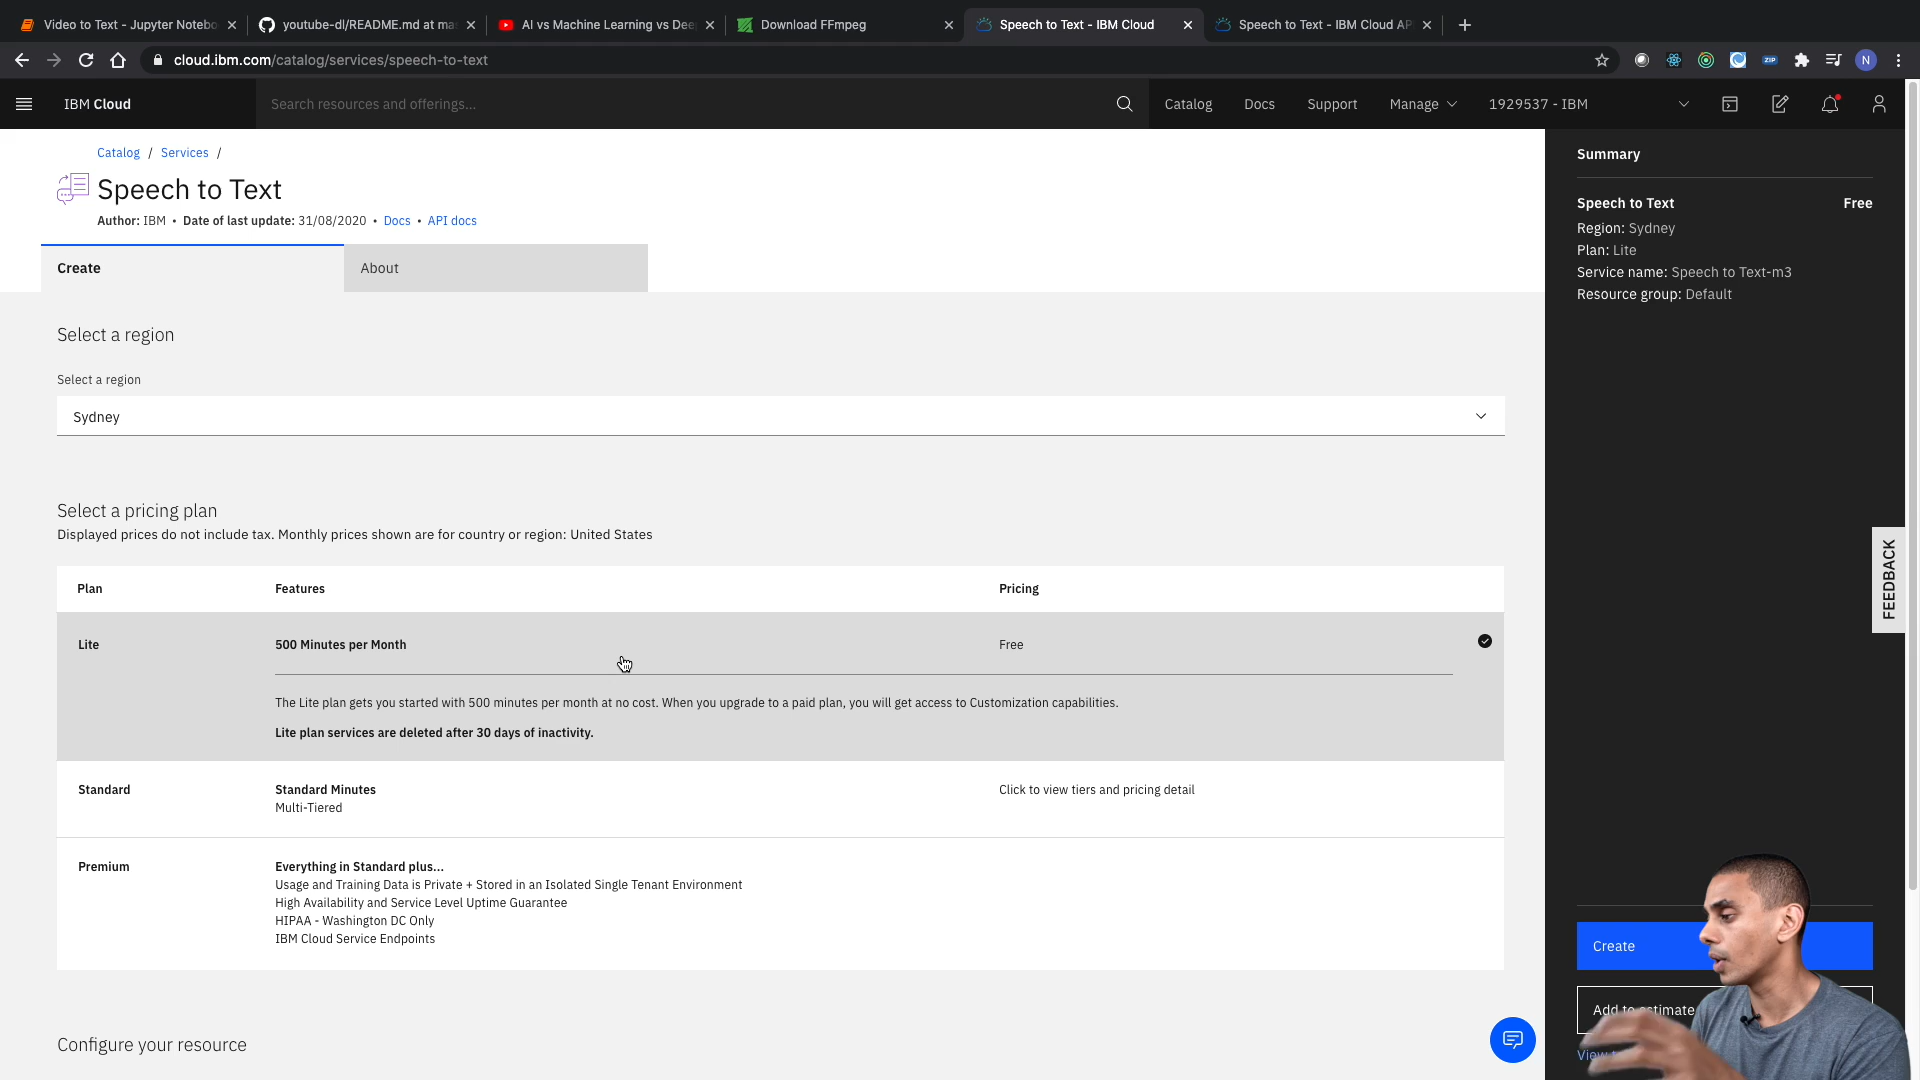 Video to Text - Jupyter Notebo
youtube-dl/README.md at ma
AI vs Machine Learning vs Dee
Download FFmpeg
Speech to Text - IBM Cloud
Speech to Text - IBM Cloud AP
cloud.ibm.com/catalog/services/speech-to-text
ZIP
N
IBM Cloud
Search resources and offerings...
Catalog
Docs
Support
Manage
1929537 - IBM
Catalog / Services /
Speech to Text
Author: IBM • Date of last update: 31/08/2020 • Docs • API docs
Create
About
Select a region
Select a region
Sydney
Select a pricing plan
Displayed prices do not include tax. Monthly prices shown are for country or region: United States
Plan Features Pricing
Lite 500 Minutes per Month Free
The Lite plan gets you started with 500 minutes per month at no cost. When you upgrade to a paid plan, you will get access to Customization capabilities.
Lite plan services are deleted after 30 days of inactivity.
Standard Standard Minutes Click to view tiers and pricing detail
Multi-Tiered
Premium Everything in Standard plus...
Usage and Training Data is Private + Stored in an Isolated Single Tenant Environment
High Availability and Service Level Uptime Guarantee
HIPAA - Washington DC Only
IBM Cloud Service Endpoints
Configure your resource
Summary
Speech to Text Free
Region: Sydney
Plan: Lite
Service name: Speech to Text-m3
Resource group: Default
FEEDBACK
Create
Add to estimate
View